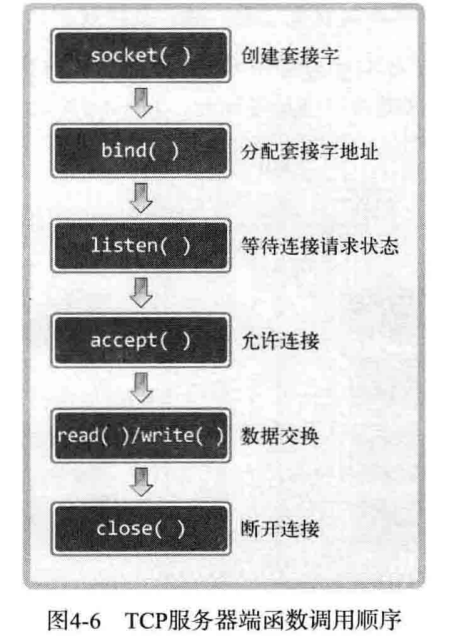 socket( ) 创建套接字
bind( ) 分配套接字地址
listen( ) 等待连接请求状态
accept( ) 允许连接
read( )/write( ) 数据交换
close( ) 断开连接
图4-6 TCP服务器端函数调用顺序